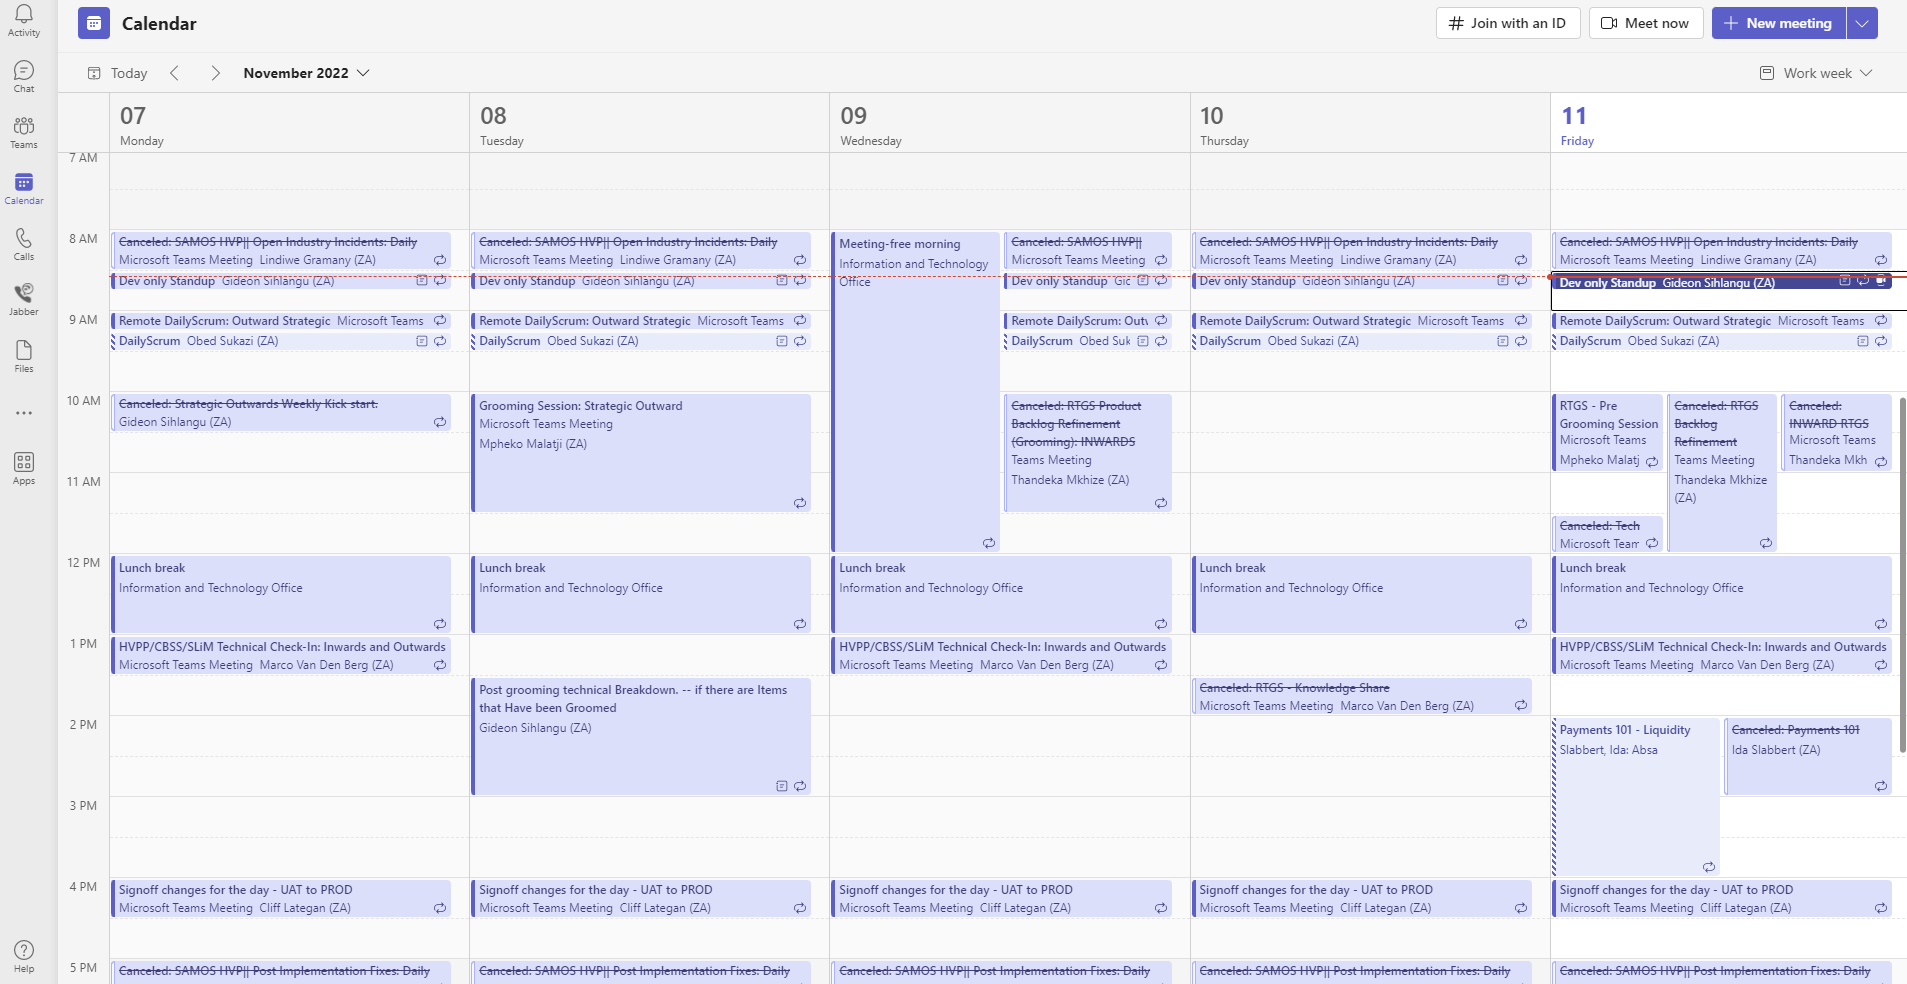 Activity
Chat
Teams
Calendar
Calls
Jabber
Files
Apps
Help
Calendar
Join with an ID
Meet now
New meeting
Today
November 2022
Work week
07
Monday
08
Tuesday
09
Wednesday
10
Thursday
11
Friday
7 AM
8 AM
9 AM
10 AM
11 AM
12 PM
1 PM
2 PM
3 PM
4 PM
5 PM
Canceled: SAMOS HVP|| Open Industry Incidents: Daily
Microsoft Teams Meeting Lindiwe Gramany (ZA)
Dev only Standup Gideon Sihlangu (ZA)
Remote DailyScrum: Outward Strategic Microsoft Teams
DailyScrum Obed Sukazi (ZA)
Canceled: Strategic Outwards Weekly Kick start.
Gideon Sihlangu (ZA)
Lunch break
Information and Technology Office
HVPP/CBSS/SLiM Technical Check-In: Inwards and Outwards
Microsoft Teams Meeting Marco Van Den Berg (ZA)
Signoff changes for the day - UAT to PROD
Microsoft Teams Meeting Cliff Lategan (ZA)
Canceled: SAMOS HVP|| Post Implementation Fixes: Daily
Canceled: SAMOS HVP|| Open Industry Incidents: Daily
Microsoft Teams Meeting Lindiwe Gramany (ZA)
Dev only Standup Gideon Sihlangu (ZA)
Remote DailyScrum: Outward Strategic Microsoft Teams
DailyScrum Obed Sukazi (ZA)
Grooming Session: Strategic Outward
Microsoft Teams Meeting
Mpheko Malatji (ZA)
Lunch break
Information and Technology Office
Post grooming technical Breakdown. -- if there are Items
that Have been Groomed
Gideon Sihlangu (ZA)
Signoff changes for the day - UAT to PROD
Microsoft Teams Meeting Cliff Lategan (ZA)
Canceled: SAMOS HVP|| Post Implementation Fixes: Daily
Meeting-free morning
Information and Technology
Office
Canceled: SAMOS HVP||
Microsoft Teams Meeting
Dev only Standup Gic
Remote DailyScrum: Outv
DailyScrum Obed Suk
Canceled: RTGS Product
Backlog Refinement
(Grooming): INWARDS
Teams Meeting
Thandeka Mkhize (ZA)
Lunch break
Information and Technology Office
HVPP/CBSS/SLiM Technical Check-In: Inwards and Outwards
Microsoft Teams Meeting Marco Van Den Berg (ZA)
Signoff changes for the day - UAT to PROD
Microsoft Teams Meeting Cliff Lategan (ZA)
Canceled: SAMOS HVP|| Post Implementation Fixes: Daily
Canceled: SAMOS HVP|| Open Industry Incidents: Daily
Microsoft Teams Meeting Lindiwe Gramany (ZA)
Dev only Standup Gideon Sihlangu (ZA)
Remote DailyScrum: Outward Strategic Microsoft Teams
DailyScrum Obed Sukazi (ZA)
Lunch break
Information and Technology Office
Canceled: RTGS - Knowledge Share
Microsoft Teams Meeting Marco Van Den Berg (ZA)
Signoff changes for the day - UAT to PROD
Microsoft Teams Meeting Cliff Lategan (ZA)
Canceled: SAMOS HVP|| Post Implementation Fixes: Daily
Canceled: SAMOS HVP|| Open Industry Incidents: Daily
Microsoft Teams Meeting Lindiwe Gramany (ZA)
Dev only Standup Gideon Sihlangu (ZA)
Remote DailyScrum: Outward Strategic Microsoft Teams
DailyScrum Obed Sukazi (ZA)
RTGS - Pre
Grooming Session
Microsoft Teams
Mpheko Malatj
Canceled: RTGS
Backlog
Refinement
Teams Meeting
Thandeka Mkhize
(ZA)
Canceled:
INWARD RTGS
Microsoft Teams
Thandeka Mkh
Canceled: Tech
Microsoft Tear
Lunch break
Information and Technology Office
HVPP/CBSS/SLiM Technical Check-In: Inwards and Outwards
Microsoft Teams Meeting Marco Van Den Berg (ZA)
Payments 101 - Liquidity
Slabbert, Ida: Absa
Canceled: Payments 101
Ida Slabbert (ZA)
Signoff changes for the day - UAT to PROD
Microsoft Teams Meeting Cliff Lategan (ZA)
Canceled: SAMOS HVP|| Post Implementation Fixes: Daily